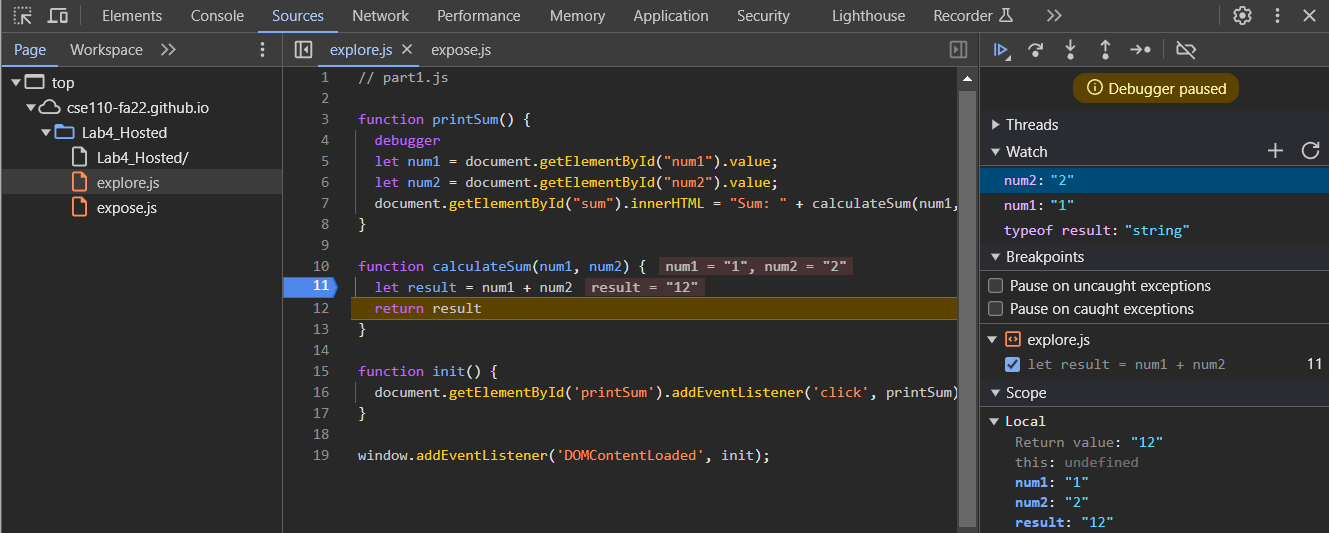 Elements Console Sources Network Performance Memory Application Security Lighthouse Recorder
Page Workspace
top
cse110-fa22.github.io
Lab4_Hosted
Lab4_Hosted/
explore.js
expose.js
explore.js × expose.js
1 // part1.js
2
3 function printSum() {
4 debugger
5 let num1 = document.getElementById("num1").value;
6 let num2 = document.getElementById("num2").value;
7 document.getElementById("sum").innerHTML = "Sum: " + calculateSum(num1,
8 }
9
10 function calculateSum(num1, num2) { num1 = "1", num2 = "2"
11 let result = num1 + num2 result = "12"
12 return result
13 }
14
15 function init() {
16 document.getElementById('printSum').addEventListener('click', printSum)
17 }
18
19 window.addEventListener('DOMContentLoaded', init);
Debugger paused
Threads
Watch
num2: "2"
num1: "1"
typeof result: "string"
Breakpoints
Pause on uncaught exceptions
Pause on caught exceptions
explore.js
let result = num1 + num2 11
Scope
Local
Return value: "12"
this: undefined
num1: "1"
num2: "2"
result: "12"